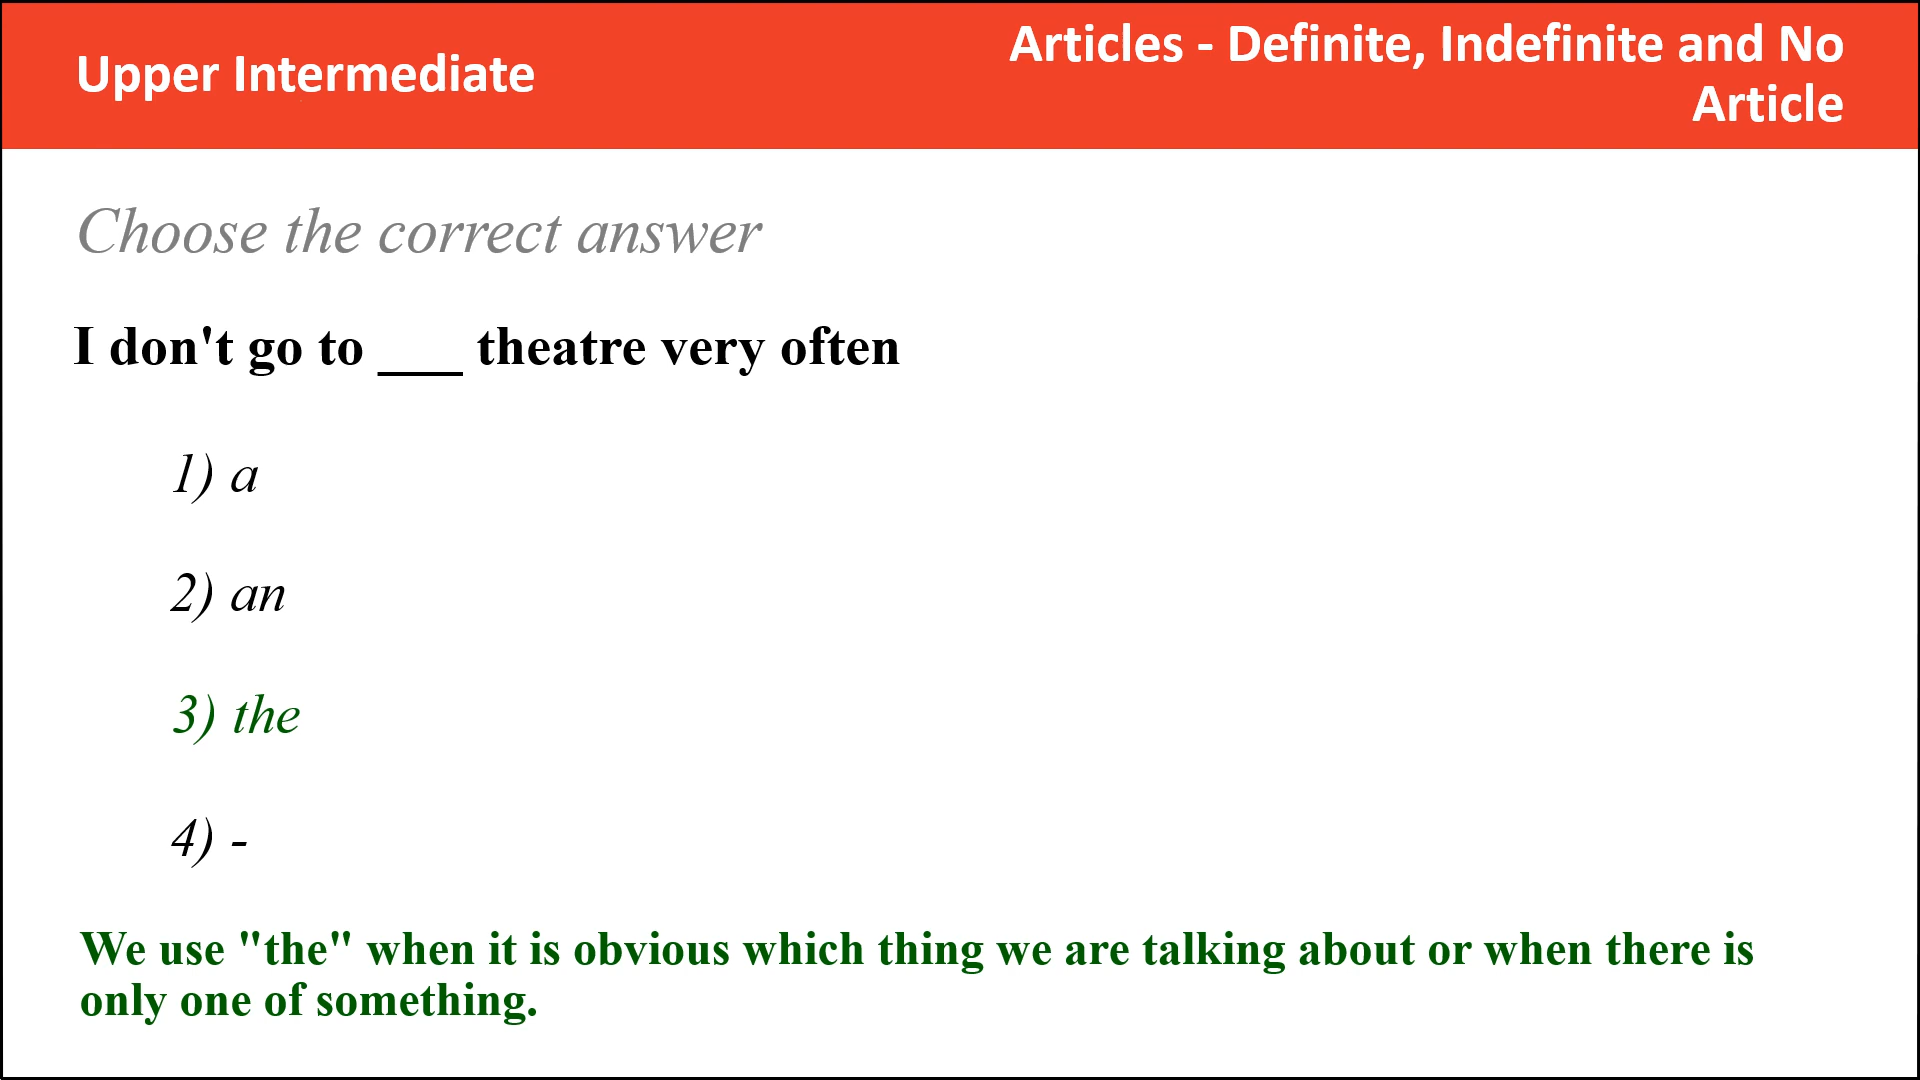 Upper Intermediate
Articles - Definite, Indefinite and No
Article
Choose the correct answer
I don't go to ___ theatre very often
1) a
2) an
3) the
4) -
We use "the" when it is obvious which thing we are talking about or when there is
only one of something.